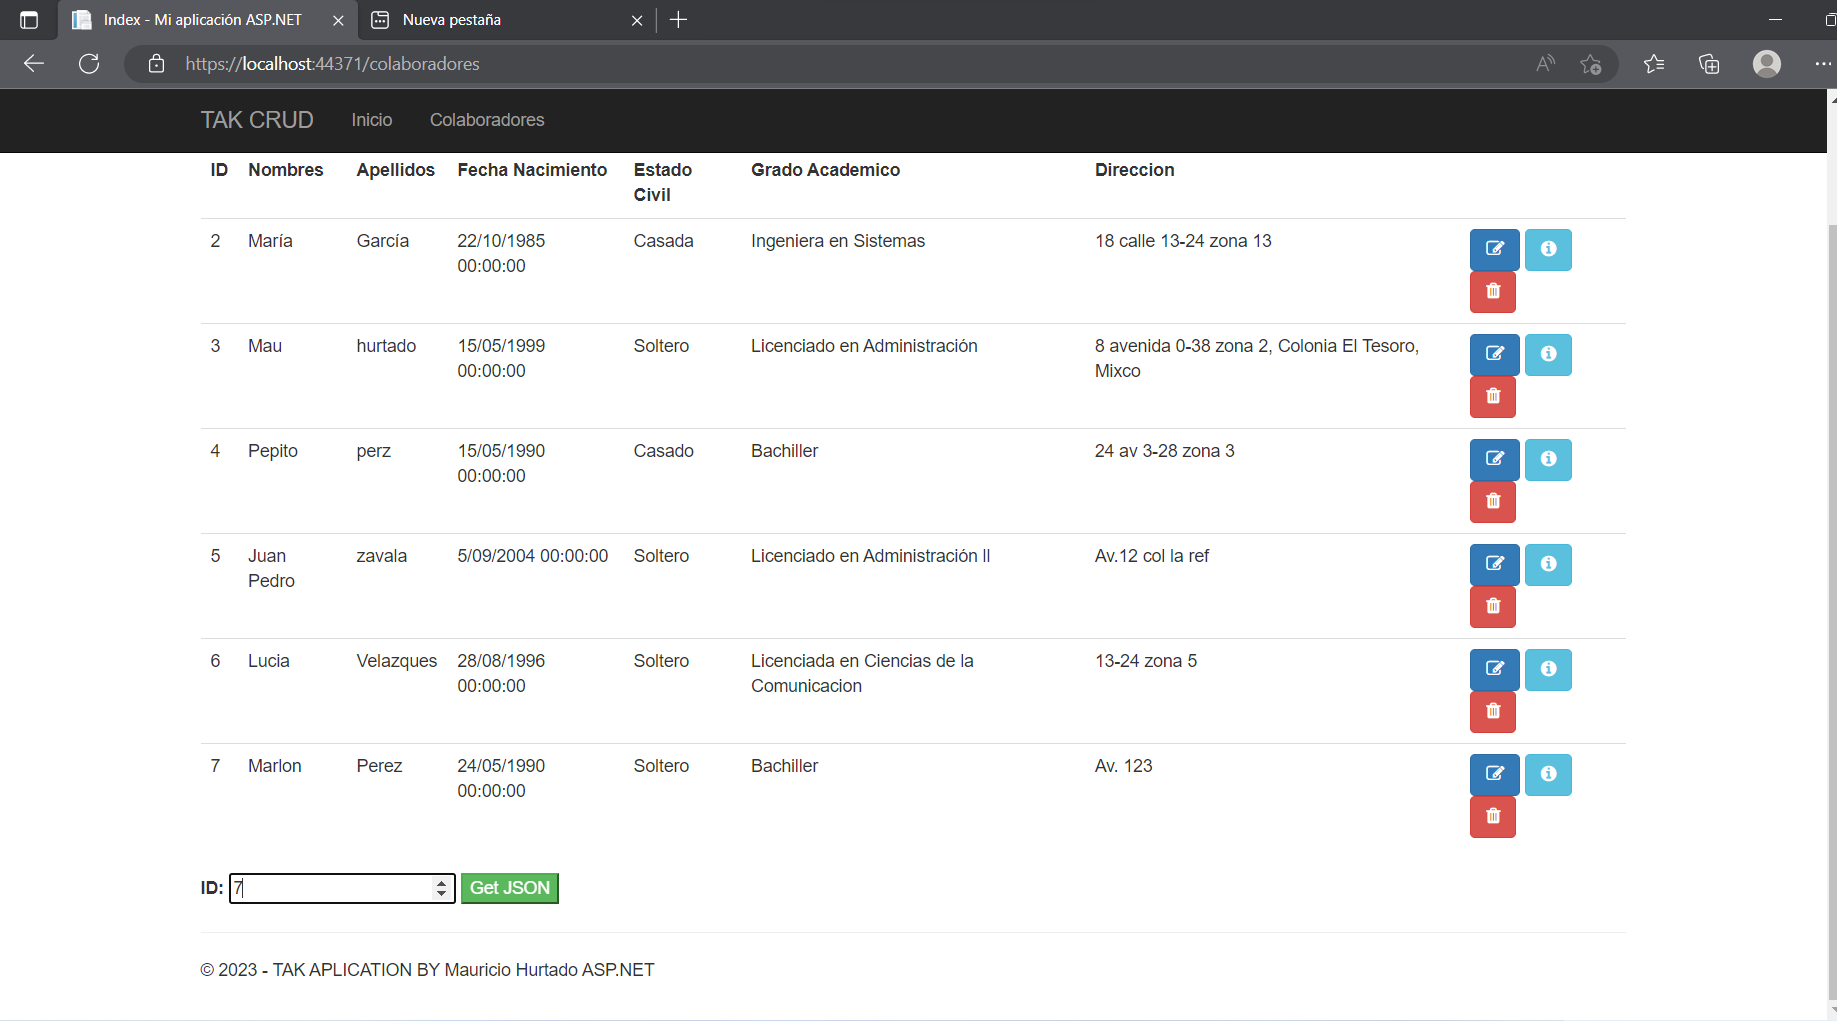 Index - Mi aplicación ASP.NET
Nueva pestaña
https://localhost:44371/colaboradores
TAK CRUD Inicio Colaboradores
ID Nombres Apellidos Fecha Nacimiento Estado Civil Grado Academico Direccion
2 María García 22/10/1985 00:00:00 Casada Ingeniera en Sistemas 18 calle 13-24 zona 13
3 Mau hurtado 15/05/1999 00:00:00 Soltero Licenciado en Administración 8 avenida 0-38 zona 2, Colonia El Tesoro, Mixco
4 Pepito perz 15/05/1990 00:00:00 Casado Bachiller 24 av 3-28 zona 3
5 Juan Pedro zavala 5/09/2004 00:00:00 Soltero Licenciado en Administración II Av.12 col la ref
6 Lucia Velazques 28/08/1996 00:00:00 Soltero Licenciada en Ciencias de la Comunicacion 13-24 zona 5
7 Marlon Perez 24/05/1990 00:00:00 Soltero Bachiller Av. 123
ID: 7 Get JSON
© 2023 - TAK APLICATION BY Mauricio Hurtado ASP.NET